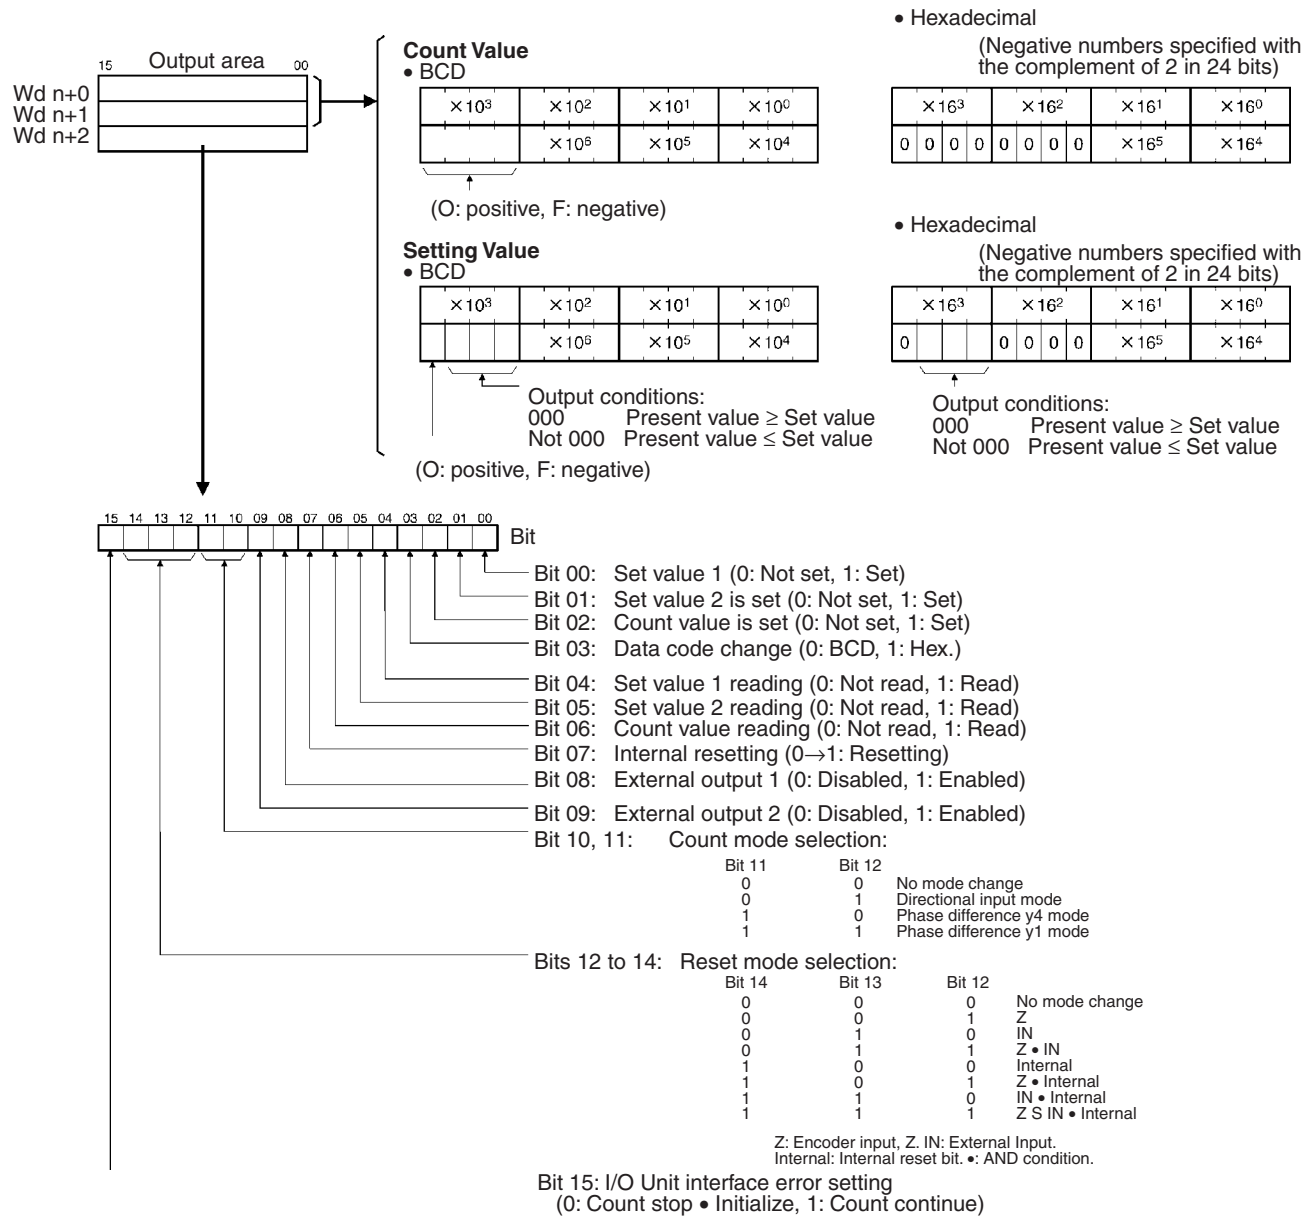 15 Output area 00
Wd n+0
Wd n+1
Wd n+2
Count Value
• BCD
×10³ ×10² ×10¹ ×10⁰
×10⁶ ×10⁵ ×10⁴
(O: positive, F: negative)
• Hexadecimal
(Negative numbers specified with
the complement of 2 in 24 bits)
×16³ ×16² ×16¹ ×16⁰
0 0 0 0 0 0 0 0 ×16⁵ ×16⁴
Setting Value
• BCD
×10³ ×10² ×10¹ ×10⁰
×10⁶ ×10⁵ ×10⁴
Output conditions:
000 Present value ≥ Set value
Not 000 Present value ≤ Set value
(O: positive, F: negative)
• Hexadecimal
(Negative numbers specified with
the complement of 2 in 24 bits)
×16³ ×16² ×16¹ ×16⁰
0 0 0 0 0 ×16⁵ ×16⁴
Output conditions:
000 Present value ≥ Set value
Not 000 Present value ≤ Set value
15 14 13 12 11 10 09 08 07 06 05 04 03 02 01 00
Bit
Bit 00: Set value 1 (0: Not set, 1: Set)
Bit 01: Set value 2 is set (0: Not set, 1: Set)
Bit 02: Count value is set (0: Not set, 1: Set)
Bit 03: Data code change (0: BCD, 1: Hex.)
Bit 04: Set value 1 reading (0: Not read, 1: Read)
Bit 05: Set value 2 reading (0: Not read, 1: Read)
Bit 06: Count value reading (0: Not read, 1: Read)
Bit 07: Internal resetting (0→1: Resetting)
Bit 08: External output 1 (0: Disabled, 1: Enabled)
Bit 09: External output 2 (0: Disabled, 1: Enabled)
Bit 10, 11: Count mode selection:
Bit 11 Bit 12
0 0 No mode change
0 1 Directional input mode
1 0 Phase difference y4 mode
1 1 Phase difference y1 mode
Bits 12 to 14: Reset mode selection:
Bit 14 Bit 13 Bit 12
0 0 0 No mode change
0 0 1 Z
0 1 0 IN
0 1 1 Z • IN
1 0 0 Internal
1 0 1 Z • Internal
1 1 0 IN • Internal
1 1 1 Z S IN • Internal
Z: Encoder input, Z. IN: External Input.
Internal: Internal reset bit. •: AND condition.
Bit 15: I/O Unit interface error setting
(0: Count stop • Initialize, 1: Count continue)